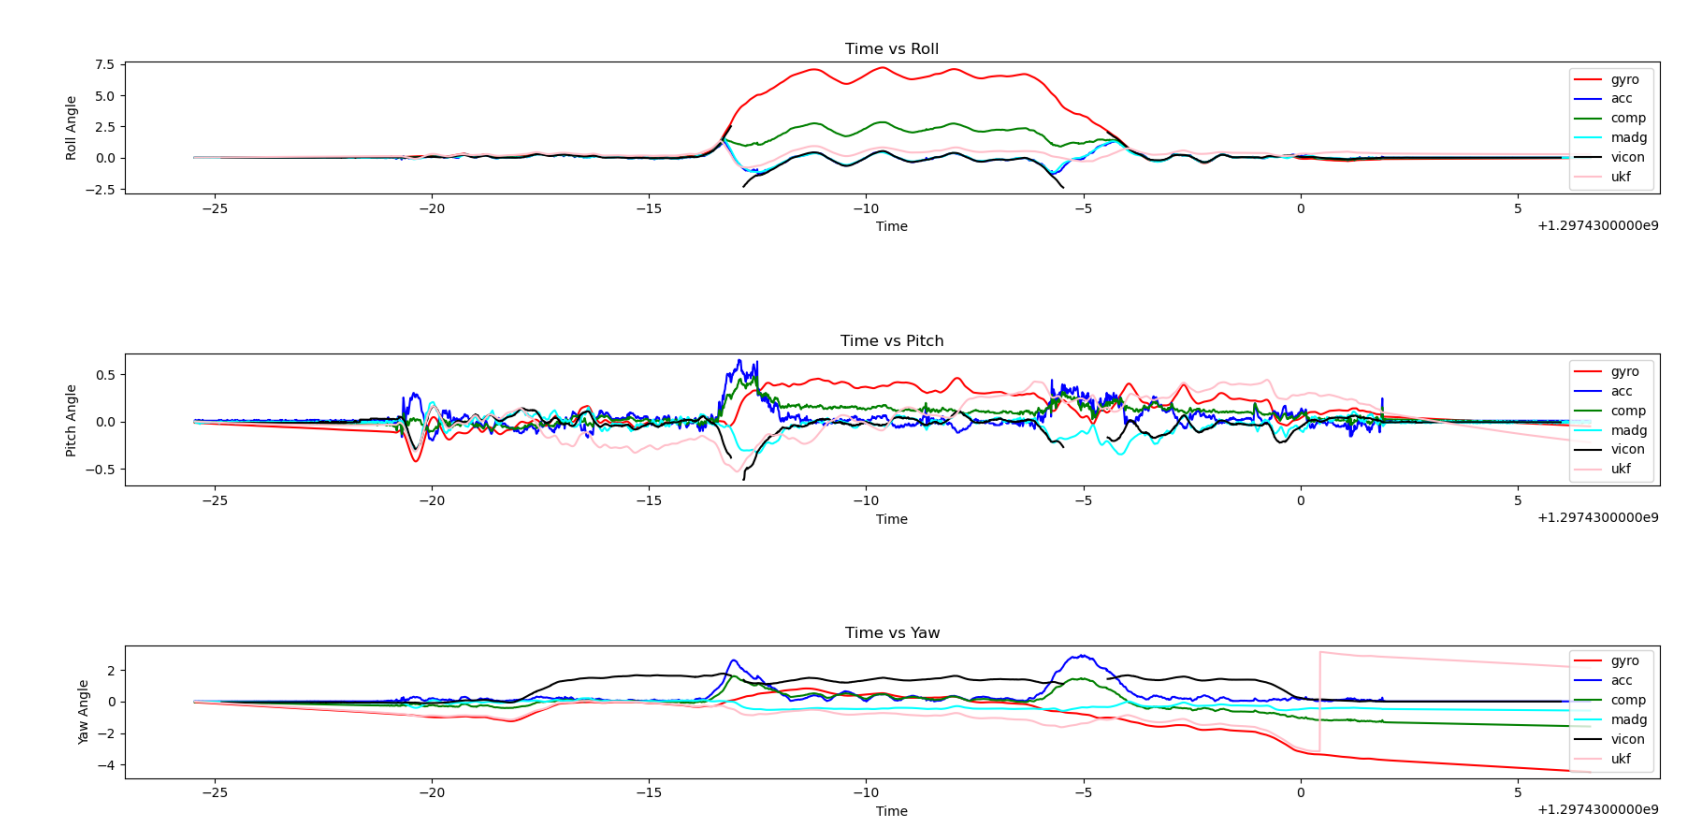 Time vs Roll
Roll Angle
7.5
5.0
2.5
0.0
−2.5
gyro
acc
comp
madg
vicon
ukf
−25 −20 −15 −10 −5 0 5
Time
+1.2974300000e9
Time vs Pitch
Pitch Angle
0.5
0.0
−0.5
gyro
acc
comp
madg
vicon
ukf
−25 −20 −15 −10 −5 0 5
Time
+1.2974300000e9
Time vs Yaw
Yaw Angle
2
0
−2
−4
gyro
acc
comp
madg
vicon
ukf
−25 −20 −15 −10 −5 0 5
Time
+1.2974300000e9